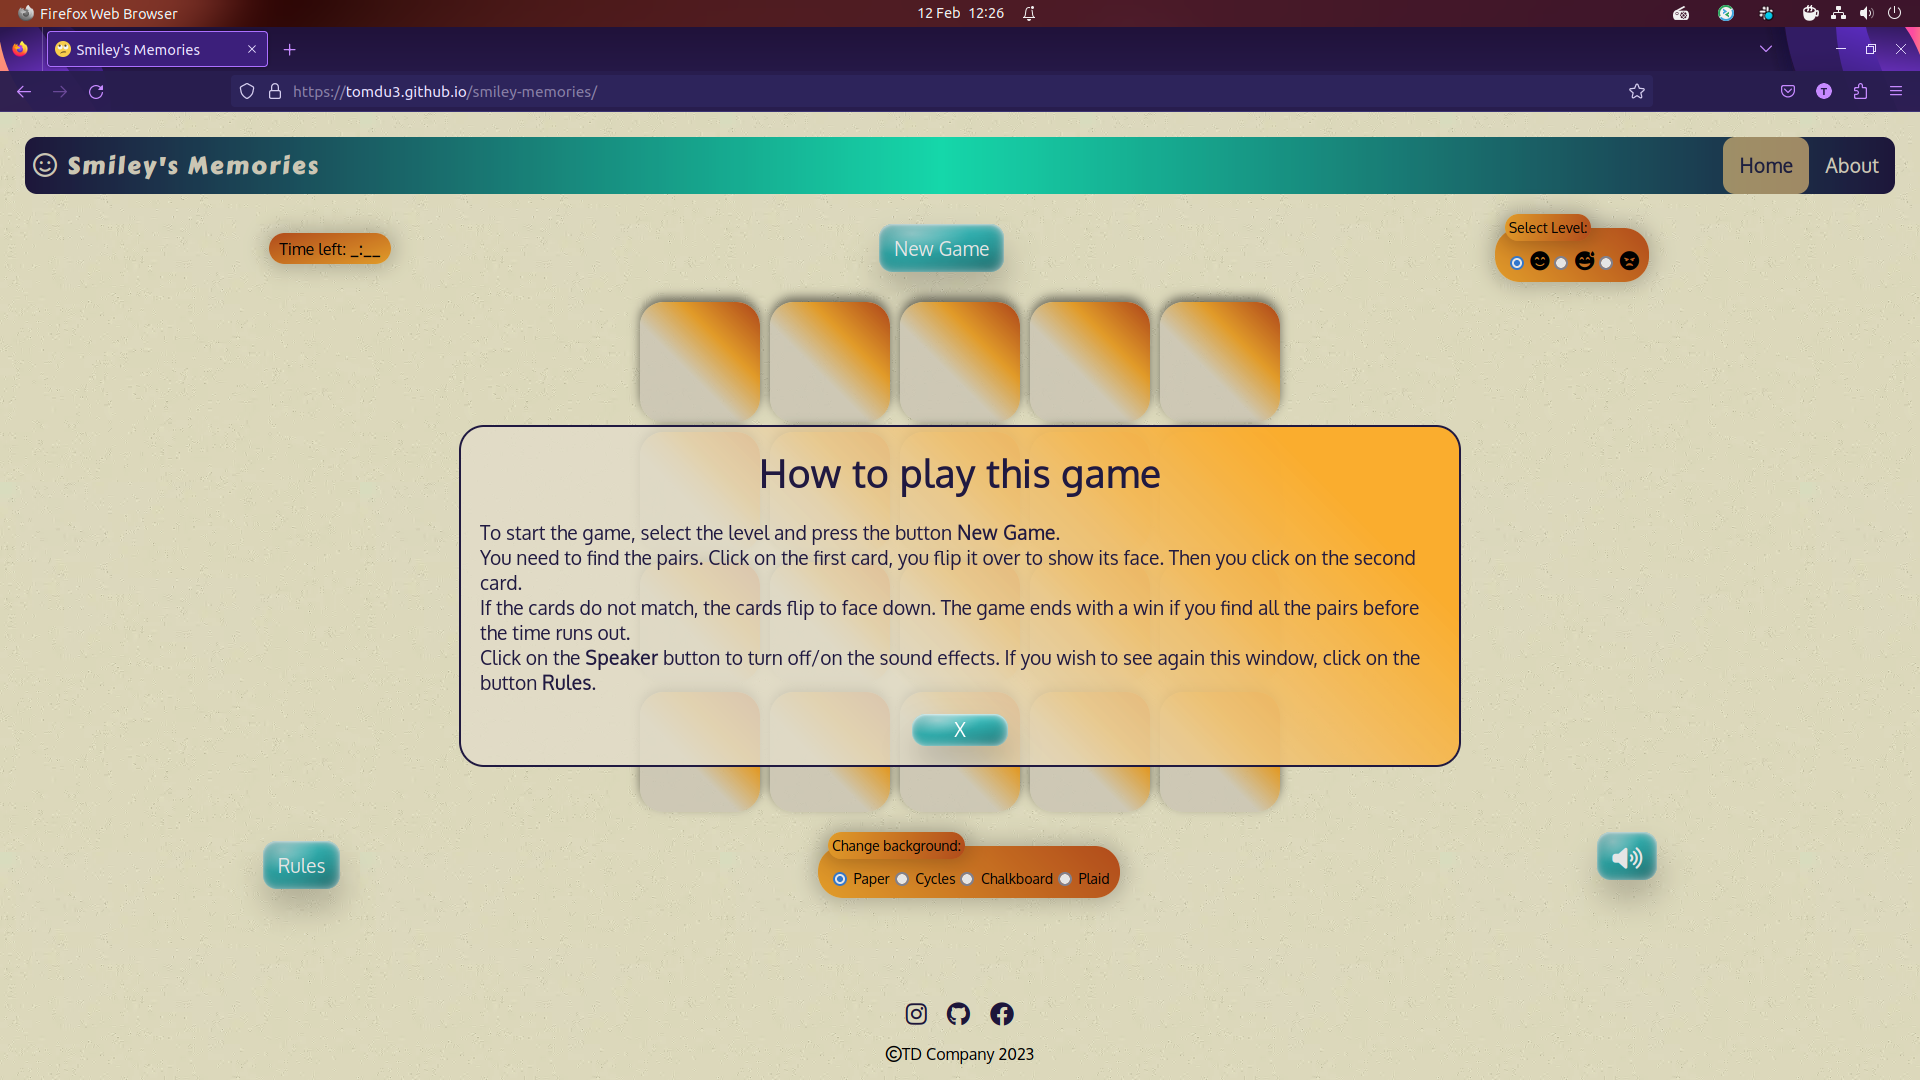 Firefox Web Browser
12 Feb 12:26
Smiley's Memories
https://tomdu3.github.io/smiley-memories/
T
Smiley's Memories
Home
About
Time left: _:__
New Game
Select Level:
How to play this game
To start the game, select the level and press the button New Game.
You need to find the pairs. Click on the first card, you flip it over to show its face. Then you click on the second
card.
If the cards do not match, the cards flip to face down. The game ends with a win if you find all the pairs before
the time runs out.
Click on the Speaker button to turn off/on the sound effects. If you wish to see again this window, click on the
button Rules.
X
Rules
Change background:
Paper Cycles Chalkboard Plaid
©TD Company 2023